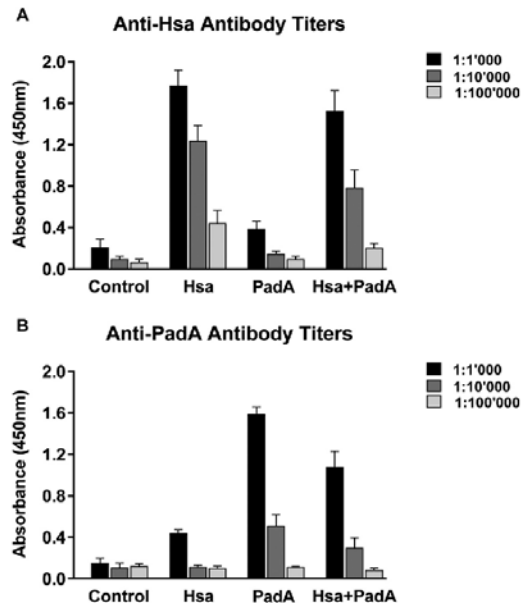 A
Anti-Hsa Antibody Titers
Absorbance (450nm)
2.0
1.6
1.2
0.8
0.4
0.0
Control Hsa PadA Hsa+PadA
1:1'000
1:10'000
1:100'000
B
Anti-PadA Antibody Titers
Absorbance (450nm)
2.0
1.6
1.2
0.8
0.4
0.0
Control Hsa PadA Hsa+PadA
1:1'000
1:10'000
1:100'000